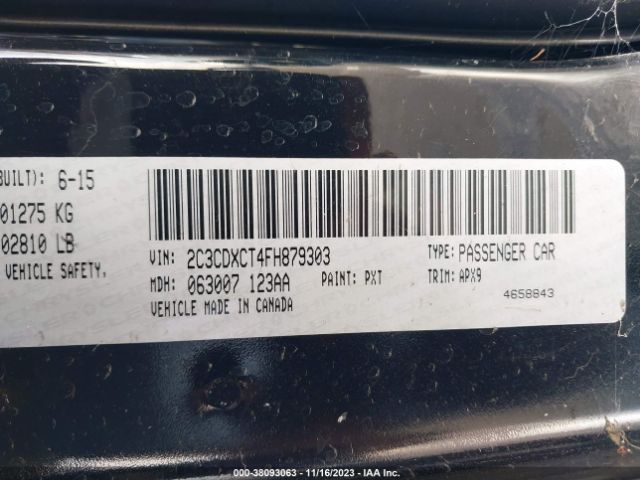 BUILT): 6-15
01275 KG
02810 LB
VEHICLE SAFETY,
VIN: 2C3CDXCT4FH879303 TYPE: PASSENGER CAR
MDH: 063007 123AA PAINT: PXT TRIM: APX9
VEHICLE MADE IN CANADA 4658843
000-38093063 - 11/16/2023 - IAA Inc.